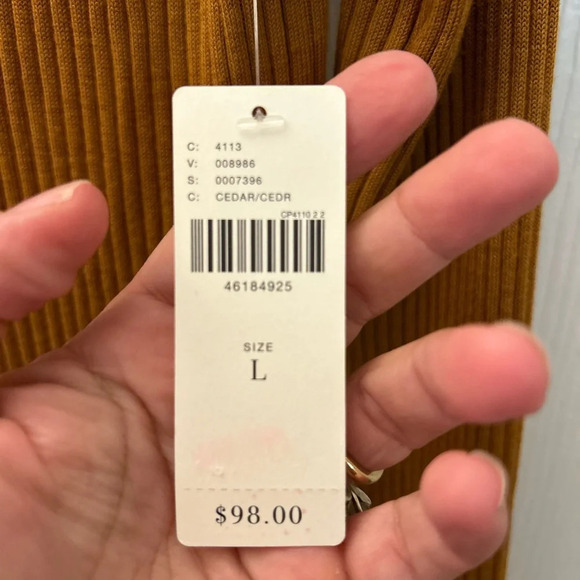 C: 4113
V: 008986
S: 0007396
C: CEDAR/CEDR
CP4110 2 2
46184925
SIZE
L
$98.00